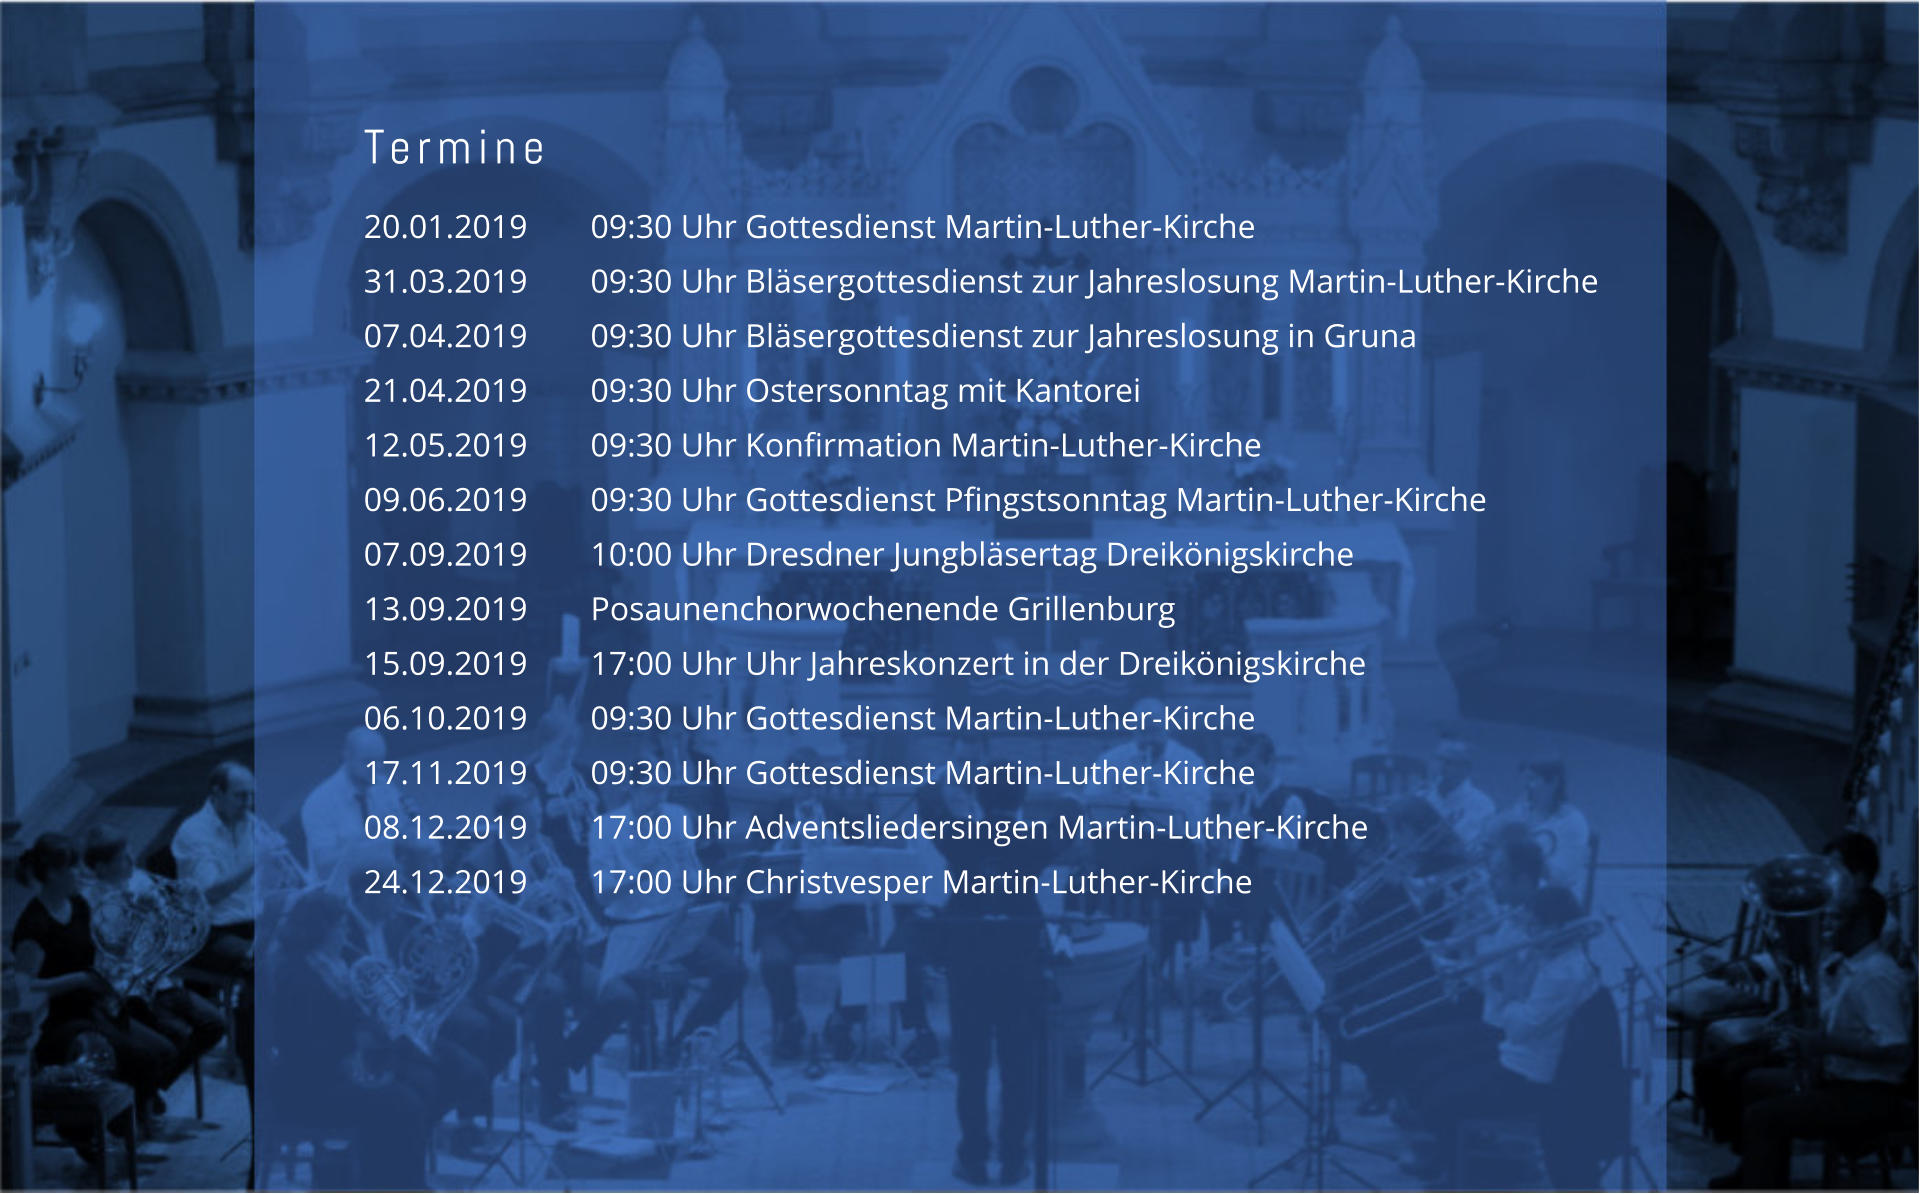 Termine
20.01.2019 09:30 Uhr Gottesdienst Martin-Luther-Kirche
31.03.2019 09:30 Uhr Bläsergottesdienst zur Jahreslosung Martin-Luther-Kirche
07.04.2019 09:30 Uhr Bläsergottesdienst zur Jahreslosung in Gruna
21.04.2019 09:30 Uhr Ostersonntag mit Kantorei
12.05.2019 09:30 Uhr Konfirmation Martin-Luther-Kirche
09.06.2019 09:30 Uhr Gottesdienst Pfingstsonntag Martin-Luther-Kirche
07.09.2019 10:00 Uhr Dresdner Jungbläsertag Dreikönigskirche
13.09.2019 Posaunenchorwochenende Grillenburg
15.09.2019 17:00 Uhr Uhr Jahreskonzert in der Dreikönigskirche
06.10.2019 09:30 Uhr Gottesdienst Martin-Luther-Kirche
17.11.2019 09:30 Uhr Gottesdienst Martin-Luther-Kirche
08.12.2019 17:00 Uhr Adventsliedersingen Martin-Luther-Kirche
24.12.2019 17:00 Uhr Christvesper Martin-Luther-Kirche